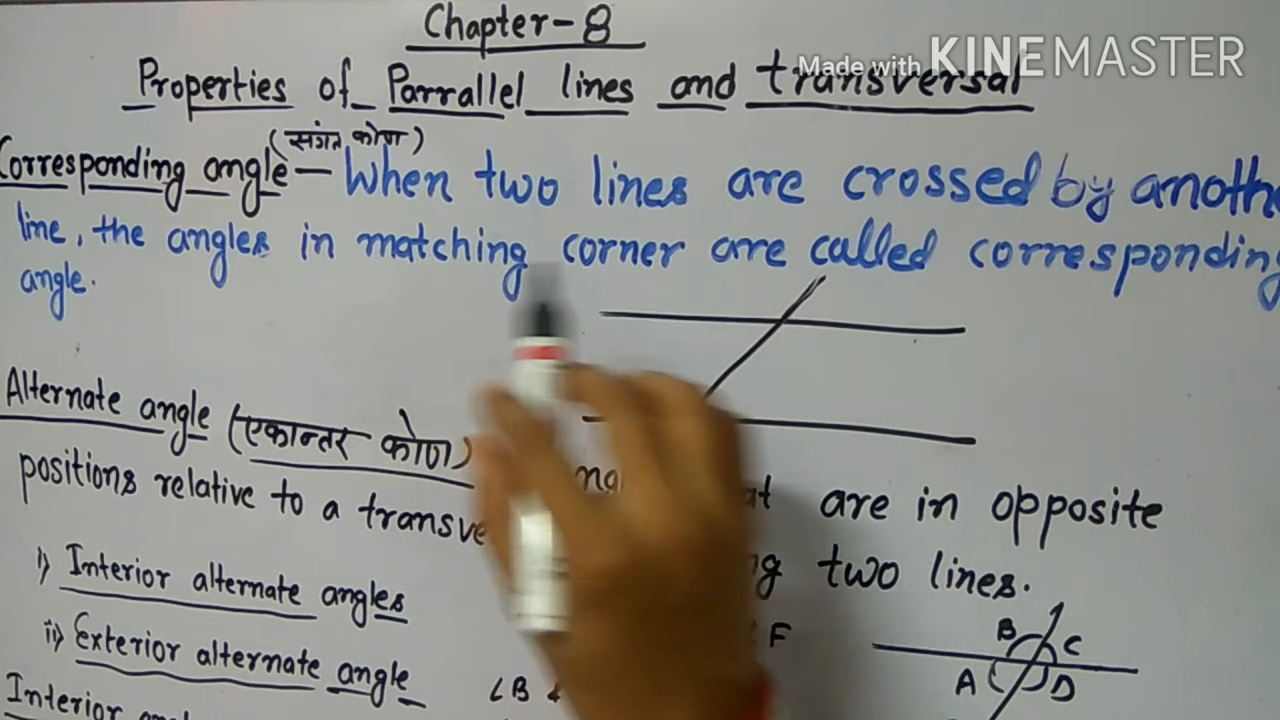 Chapter-8
Made with KINEMASTER
Properties of Parrallel lines and transversal
(संगत कोण)
Corresponding angle — When two lines are crossed by anothe
line, the angles in matching corner are called corresponding
angle.
Alternate angle (एकान्तर कोण) are in opposite
positions relative to a transve two lines.
i) Interior alternate angles
ii) Exterior alternate angle
F
B C
A D
∠B
Interior